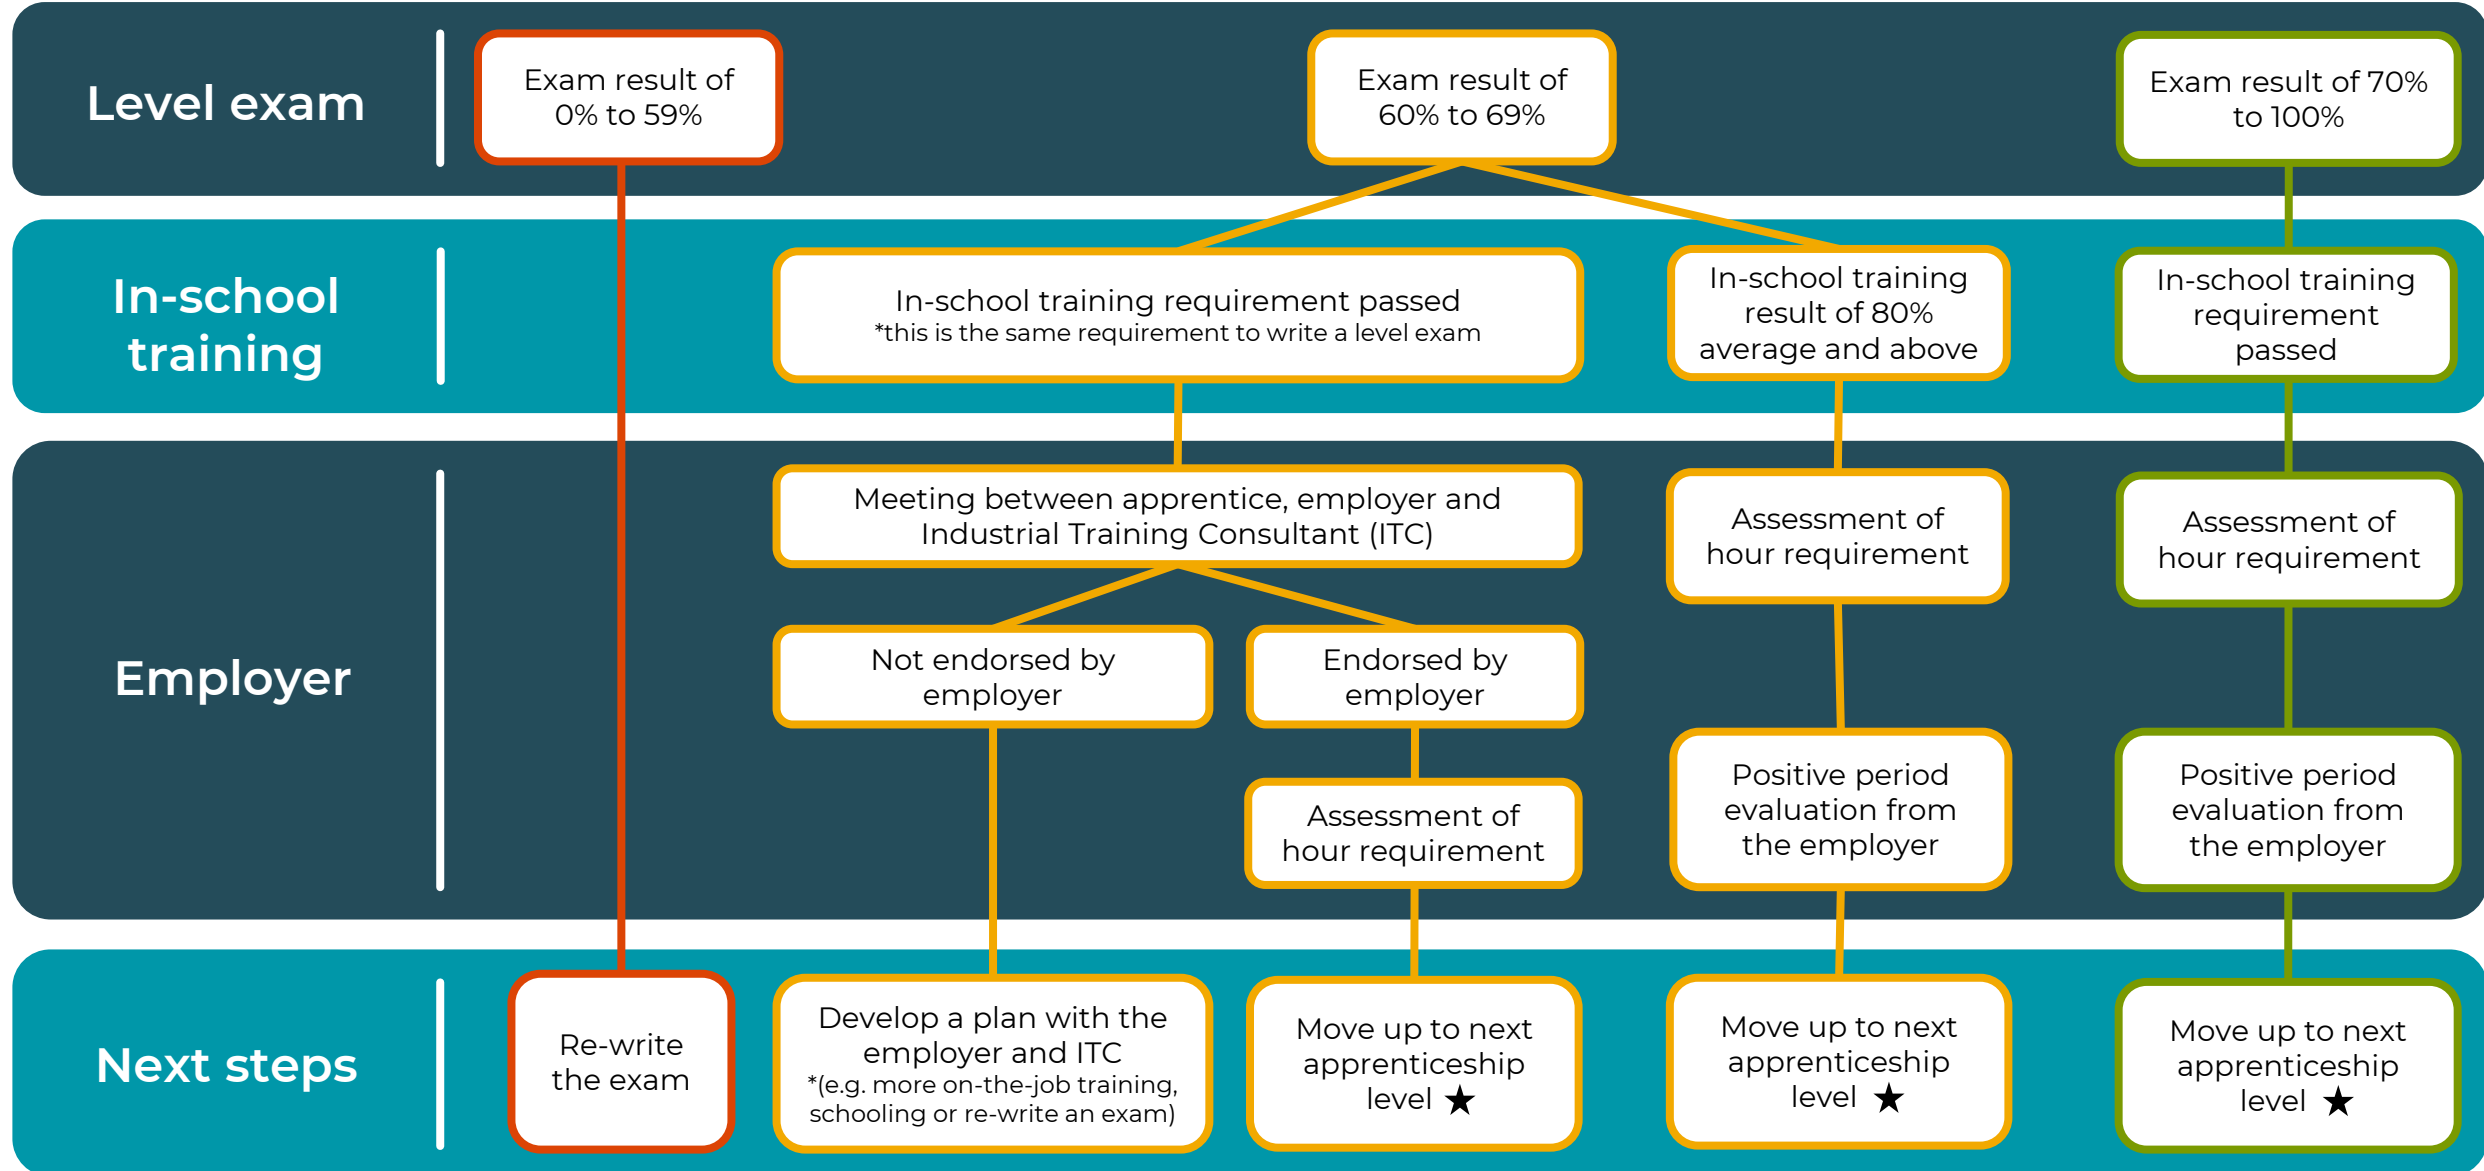 Level exam
Exam result of
0% to 59%
Exam result of
60% to 69%
Exam result of 70%
to 100%
In-school
training
In-school training requirement passed
*this is the same requirement to write a level exam
In-school training
result of 80%
average and above
In-school training
requirement
passed
Employer
Meeting between apprentice, employer and
Industrial Training Consultant (ITC)
Not endorsed by
employer
Endorsed by
employer
Assessment of
hour requirement
Assessment of
hour requirement
Positive period
evaluation from
the employer
Assessment of
hour requirement
Positive period
evaluation from
the employer
Next steps
Re-write
the exam
Develop a plan with the
employer and ITC
*(e.g. more on-the-job training,
schooling or re-write an exam)
Move up to next
apprenticeship
level ★
Move up to next
apprenticeship
level ★
Move up to next
apprenticeship
level ★